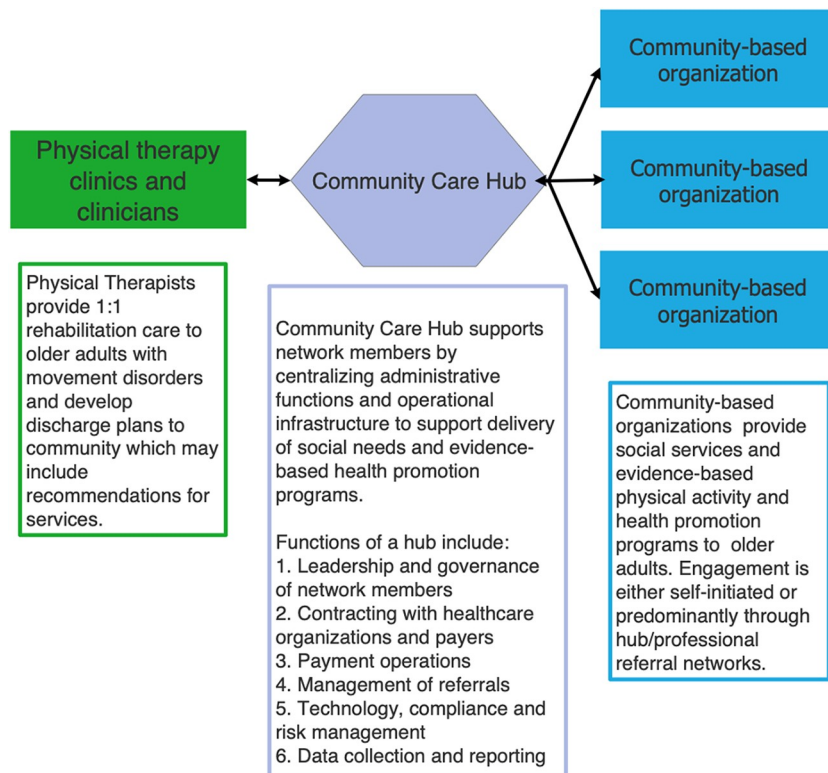 Community-based
organization
Physical therapy
clinics and
clinicians
Community Care Hub
Community-based
organization
Community-based
organization
Physical Therapists
provide 1:1
rehabilitation care to
older adults with
movement disorders
and develop
discharge plans to
community which may
include
recommendations for
services.
Community Care Hub supports
network members by
centralizing administrative
functions and operational
infrastructure to support delivery
of social needs and evidence-
based health promotion
programs.
Functions of a hub include:
1. Leadership and governance
of network members
2. Contracting with healthcare
organizations and payers
3. Payment operations
4. Management of referrals
5. Technology, compliance and
risk management
6. Data collection and reporting
Community-based
organizations provide
social services and
evidence-based
physical activity and
health promotion
programs to older
adults. Engagement is
either self-initiated or
predominantly through
hub/professional
referral networks.